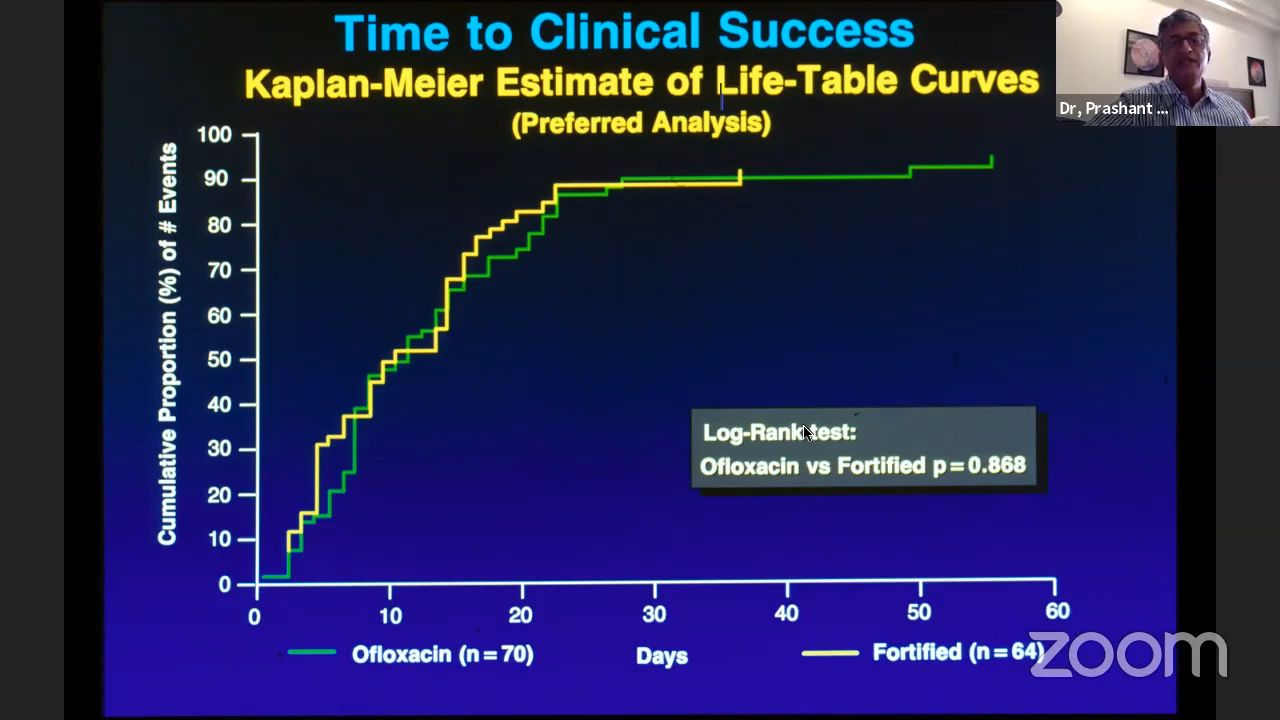 Time to Clinical Success
Kaplan-Meier Estimate of Life-Table Curves
(Preferred Analysis)
Dr, Prashant ...
Cumulative Proportion (%) of # Events
100
90
80
70
60
50
40
30
20
10
0
Log-Rank test:
Ofloxacin vs Fortified p=0.868
0 10 20 30 40 50 60
Ofloxacin (n=70) Days Fortified (n=64)
zoom